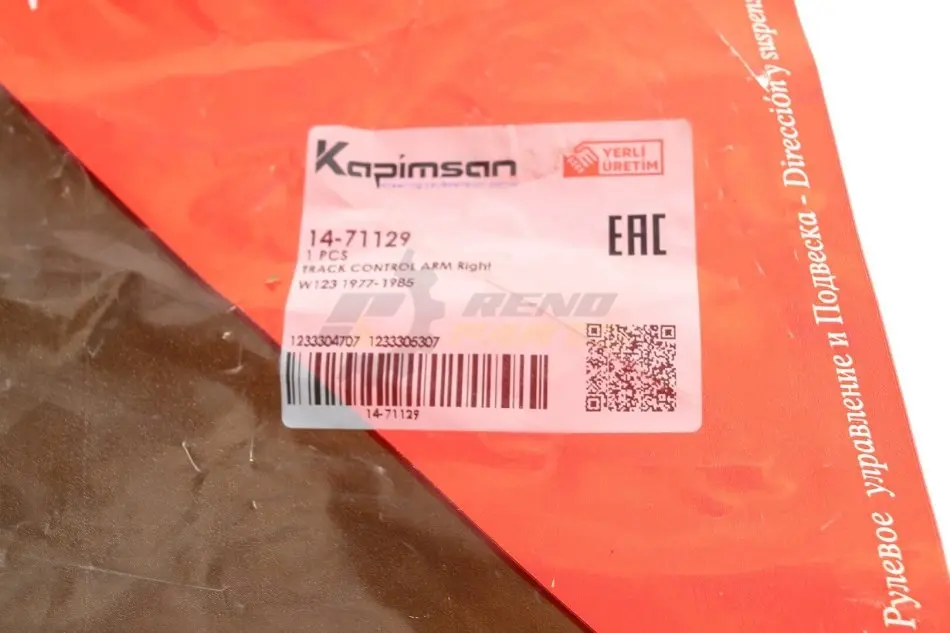 Kapimsan
YERLİ
ÜRETİM
14-71129
1 PCS
TRACK CONTROL ARM Right
W123 1977-1985
EAC
RENO
1233304707 1233305307
14-71129
Рулевое управление и Подвеска - Dirección y suspens